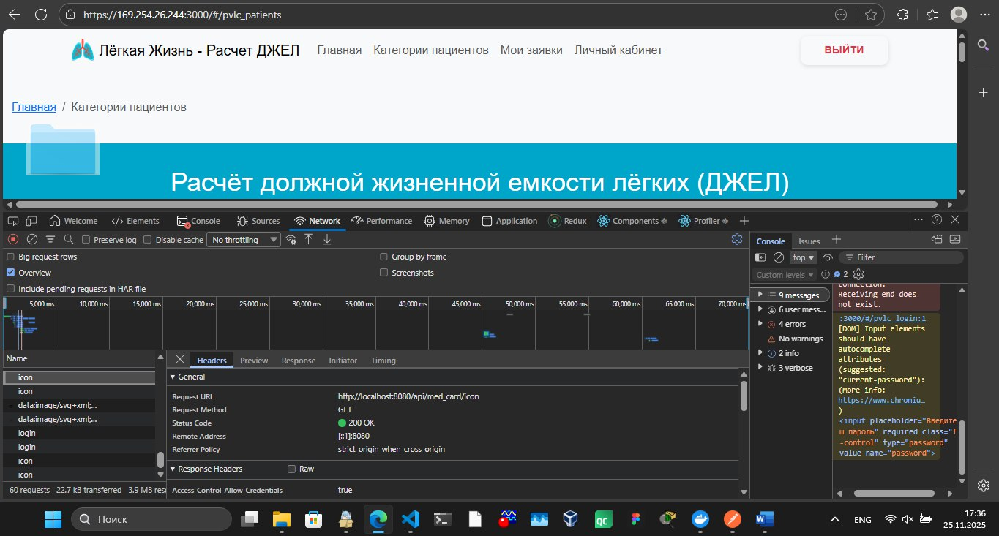 https://169.254.26.244:3000/#/pvlc_patients
Лёгкая Жизнь - Расчет ДЖЕЛ Главная Категории пациентов Мои заявки Личный кабинет ВЫЙТИ
Главная / Категории пациентов
Расчёт должной жизненной емкости лёгких (ДЖЕЛ)
Welcome Elements Console Sources Network Performance Memory Application Redux Components Profiler
Preserve log Disable cache No throttling
Big request rows Group by frame
Overview Screenshots
Include pending requests in HAR file
5,000 ms 10,000 ms 15,000 ms 20,000 ms 25,000 ms 30,000 ms 35,000 ms 40,000 ms 45,000 ms 50,000 ms 55,000 ms 60,000 ms 65,000 ms 70,000 ms
Name
icon
icon
data:image/svg+xml;...
data:image/svg+xml;...
login
login
icon
icon
60 requests 22.7 kB transferred 3.9 MB res
Headers Preview Response Initiator Timing
General
Request URL http://localhost:8080/api/med_card/icon
Request Method GET
Status Code 200 OK
Remote Address [::1]:8080
Referrer Policy strict-origin-when-cross-origin
Response Headers Raw
Access-Control-Allow-Credentials true
Console Issues
top Filter
Custom levels 2
9 messages
6 user mess...
4 errors
No warnings
2 info
3 verbose
connection.
Receiving end does
not exist.
:3000/#/pvlc_login:1
[DOM] Input elements
should have
autocomplete
attributes
(suggested:
"current-password"):
(More info:
https://www.chromiu…
)
<input placeholder="Введите
ш пароль" required class="f
-control" type="password"
value name="password">
Поиск
QC
ENG
17:36
25.11.2025